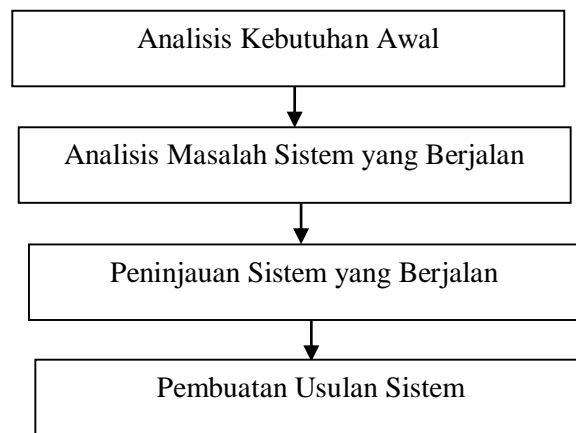 Analisis Kebutuhan Awal
Analisis Masalah Sistem yang Berjalan
Peninjauan Sistem yang Berjalan
Pembuatan Usulan Sistem